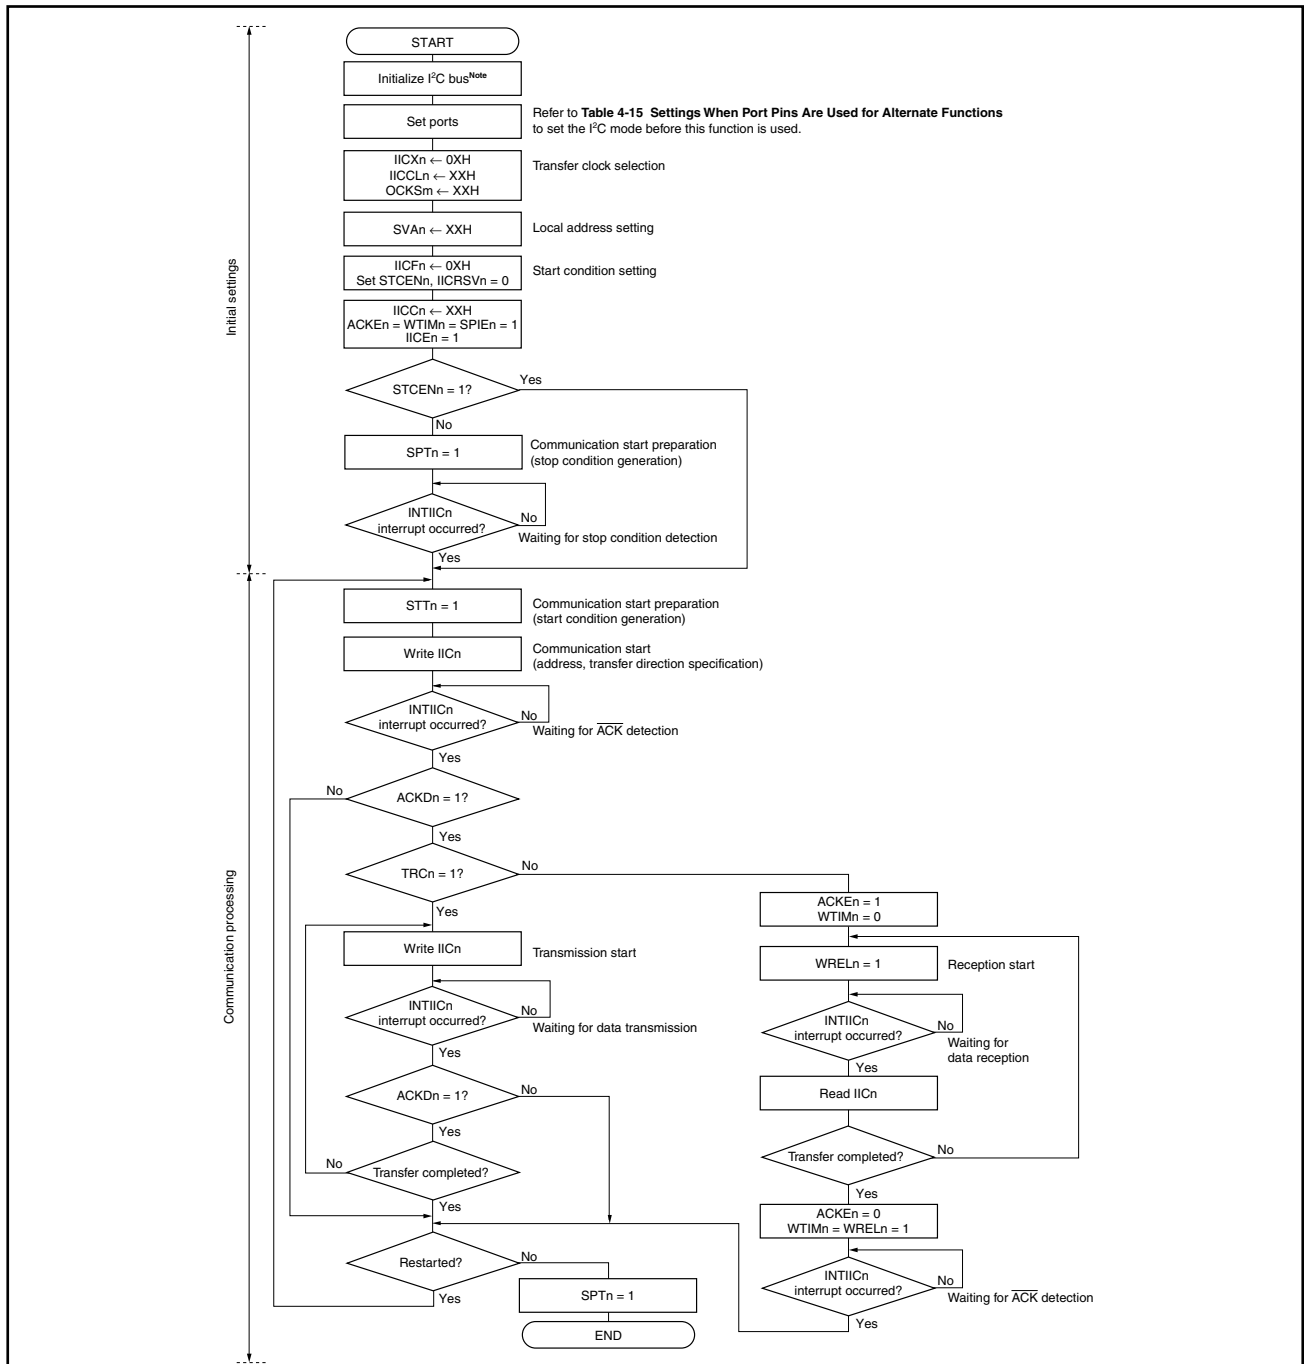 START
Initialize I²C busNote
Set ports
Refer to Table 4-15 Settings When Port Pins Are Used for Alternate Functions
to set the I²C mode before this function is used.
IICXn ← 0XH
IICCLn ← XXH
OCKSm ← XXH
Transfer clock selection
SVAn ← XXH
Local address setting
IICFn ← 0XH
Set STCENn, IICRSVn = 0
Start condition setting
IICCn ← XXH
ACKEn = WTIMn = SPIEn = 1
IICEn = 1
Initial settings
STCENn = 1?
Yes
No
SPTn = 1
Communication start preparation
(stop condition generation)
INTIICn
interrupt occurred?
No
Waiting for stop condition detection
Yes
STTn = 1
Communication start preparation
(start condition generation)
Write IICn
Communication start
(address, transfer direction specification)
INTIICn
interrupt occurred?
No
Waiting for A̅C̅K̅ detection
Yes
No
ACKDn = 1?
Yes
TRCn = 1?
No
Yes
Communication processing
Write IICn
Transmission start
INTIICn
interrupt occurred?
No
Waiting for data transmission
Yes
ACKDn = 1?
No
Yes
No
Transfer completed?
Yes
Restarted?
No
Yes
SPTn = 1
END
ACKEn = 1
WTIMn = 0
WRELn = 1
Reception start
INTIICn
interrupt occurred?
No
Waiting for
data reception
Yes
Read IICn
Transfer completed?
No
Yes
ACKEn = 0
WTIMn = WRELn = 1
INTIICn
interrupt occurred?
No
Waiting for A̅C̅K̅ detection
Yes